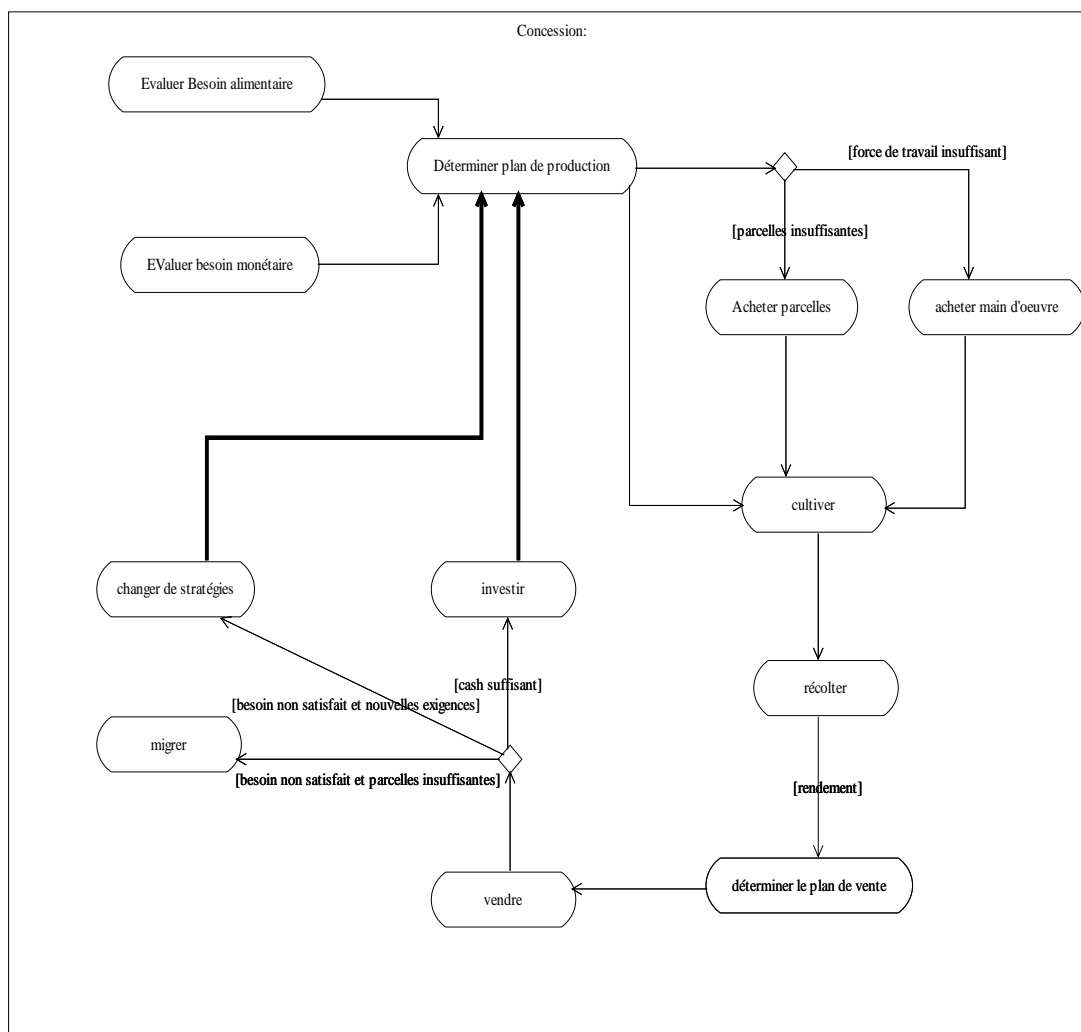 Concession:
Evaluer Besoin alimentaire
Déterminer plan de production
[force de travail insuffisant]
[parcelles insuffisantes]
EValuer besoin monétaire
Acheter parcelles
acheter main d'oeuvre
cultiver
changer de stratégies
investir
[cash suffisant]
récolter
[besoin non satisfait et nouvelles exigences]
migrer
[besoin non satisfait et parcelles insuffisantes]
[rendement]
déterminer le plan de vente
vendre